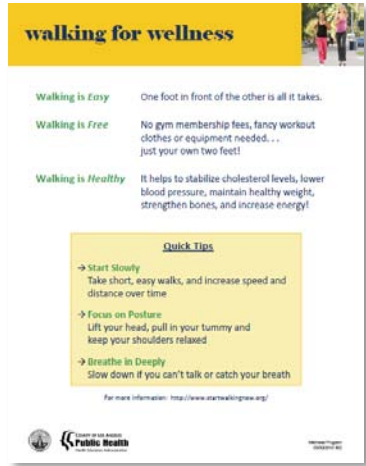 walking for wellness
Walking is Easy One foot in front of the other is all it takes.
Walking is Free No gym membership fees, fancy workout
clothes or equipment needed. . .
just your own two feet!
Walking is Healthy It helps to stabilize cholesterol levels, lower
blood pressure, maintain healthy weight,
strengthen bones, and increase energy!
Quick Tips
→ Start Slowly
Take short, easy walks, and increase speed and
distance over time
→ Focus on Posture
Lift your head, pull in your tummy and
keep your shoulders relaxed
→ Breathe in Deeply
Slow down if you can't talk or catch your breath
For more information: http://www.startwalkingnow.org/
COUNTY OF LOS ANGELES
Public Health